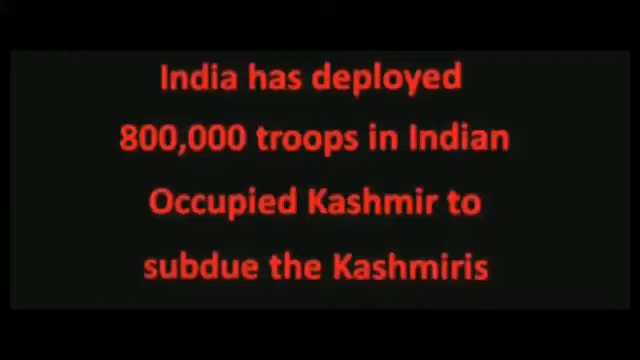 India has deployed
800,000 troops in Indian
Occupied Kashmir to
subdue the Kashmiris